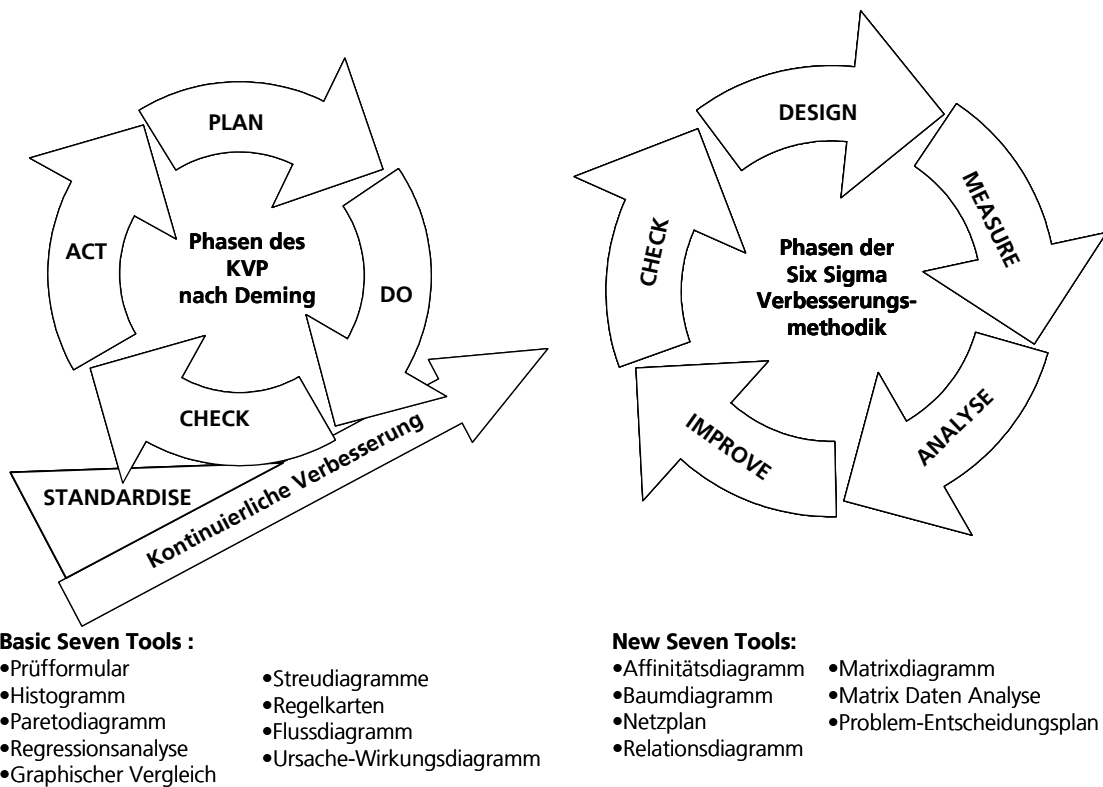 PLAN
DO
CHECK
ACT
Phasen des
KVP
nach Deming
STANDARDISE
Kontinuierliche Verbesserung
DESIGN
MEASURE
ANALYSE
IMPROVE
CHECK
Phasen der
Six Sigma
Verbesserungs-
methodik
Basic Seven Tools :
•Prüfformular
•Histogramm
•Paretodiagramm
•Regressionsanalyse
•Graphischer Vergleich
•Streudiagramme
•Regelkarten
•Flussdiagramm
•Ursache-Wirkungsdiagramm
New Seven Tools:
•Affinitätsdiagramm
•Baumdiagramm
•Netzplan
•Relationsdiagramm
•Matrixdiagramm
•Matrix Daten Analyse
•Problem-Entscheidungsplan